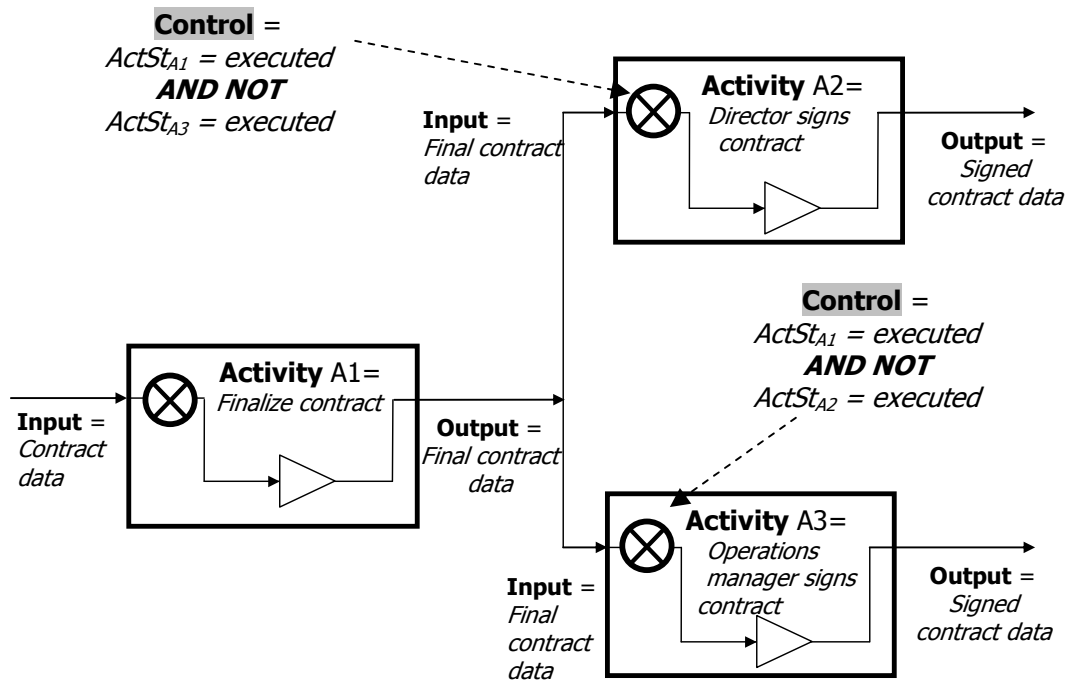 Control =
ActStA1 = executed
AND NOT
ActStA3 = executed
Input =
Final contract
data
Activity A2=
Director signs
contract
Output =
Signed
contract data
Control =
ActStA1 = executed
AND NOT
ActStA2 = executed
Input =
Contract
data
Activity A1=
Finalize contract
Output =
Final contract
data
Input =
Final
contract
data
Activity A3=
Operations
manager signs
contract
Output =
Signed
contract data